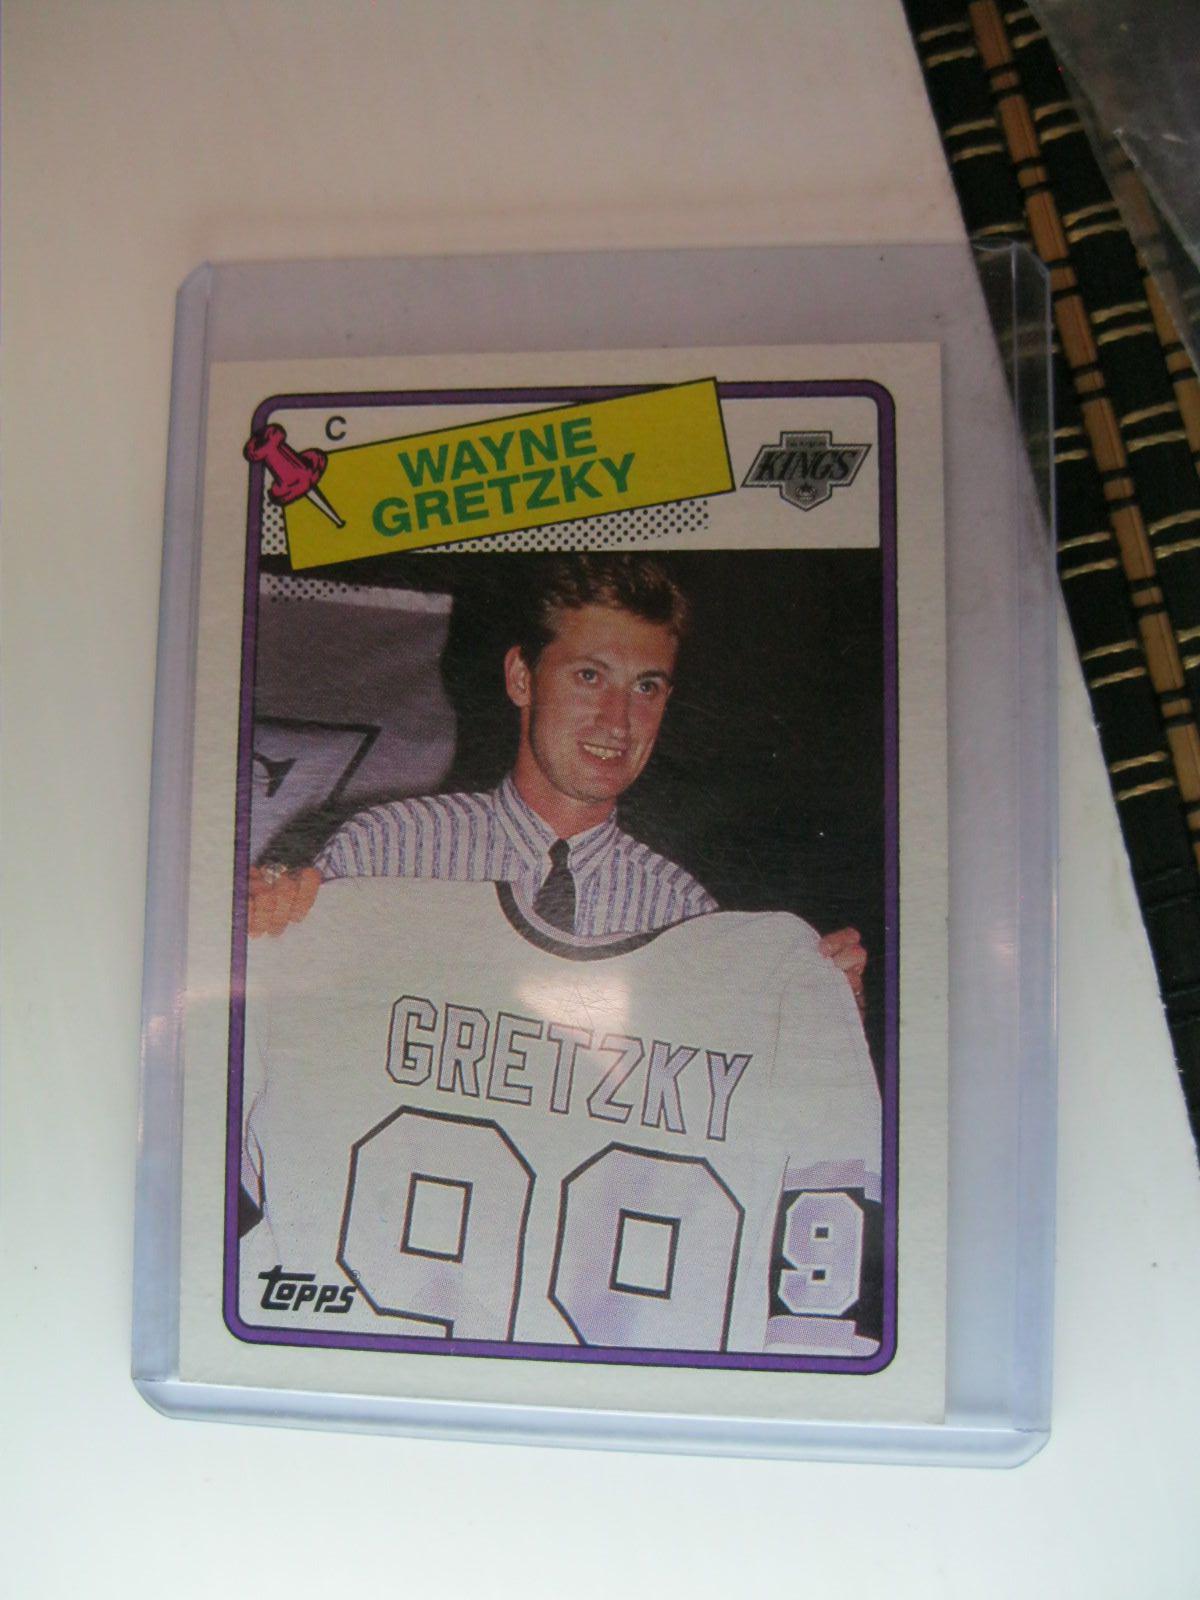 C
WAYNE
GRETZKY
KINGS
GRETZKY
99
9
TOPPS